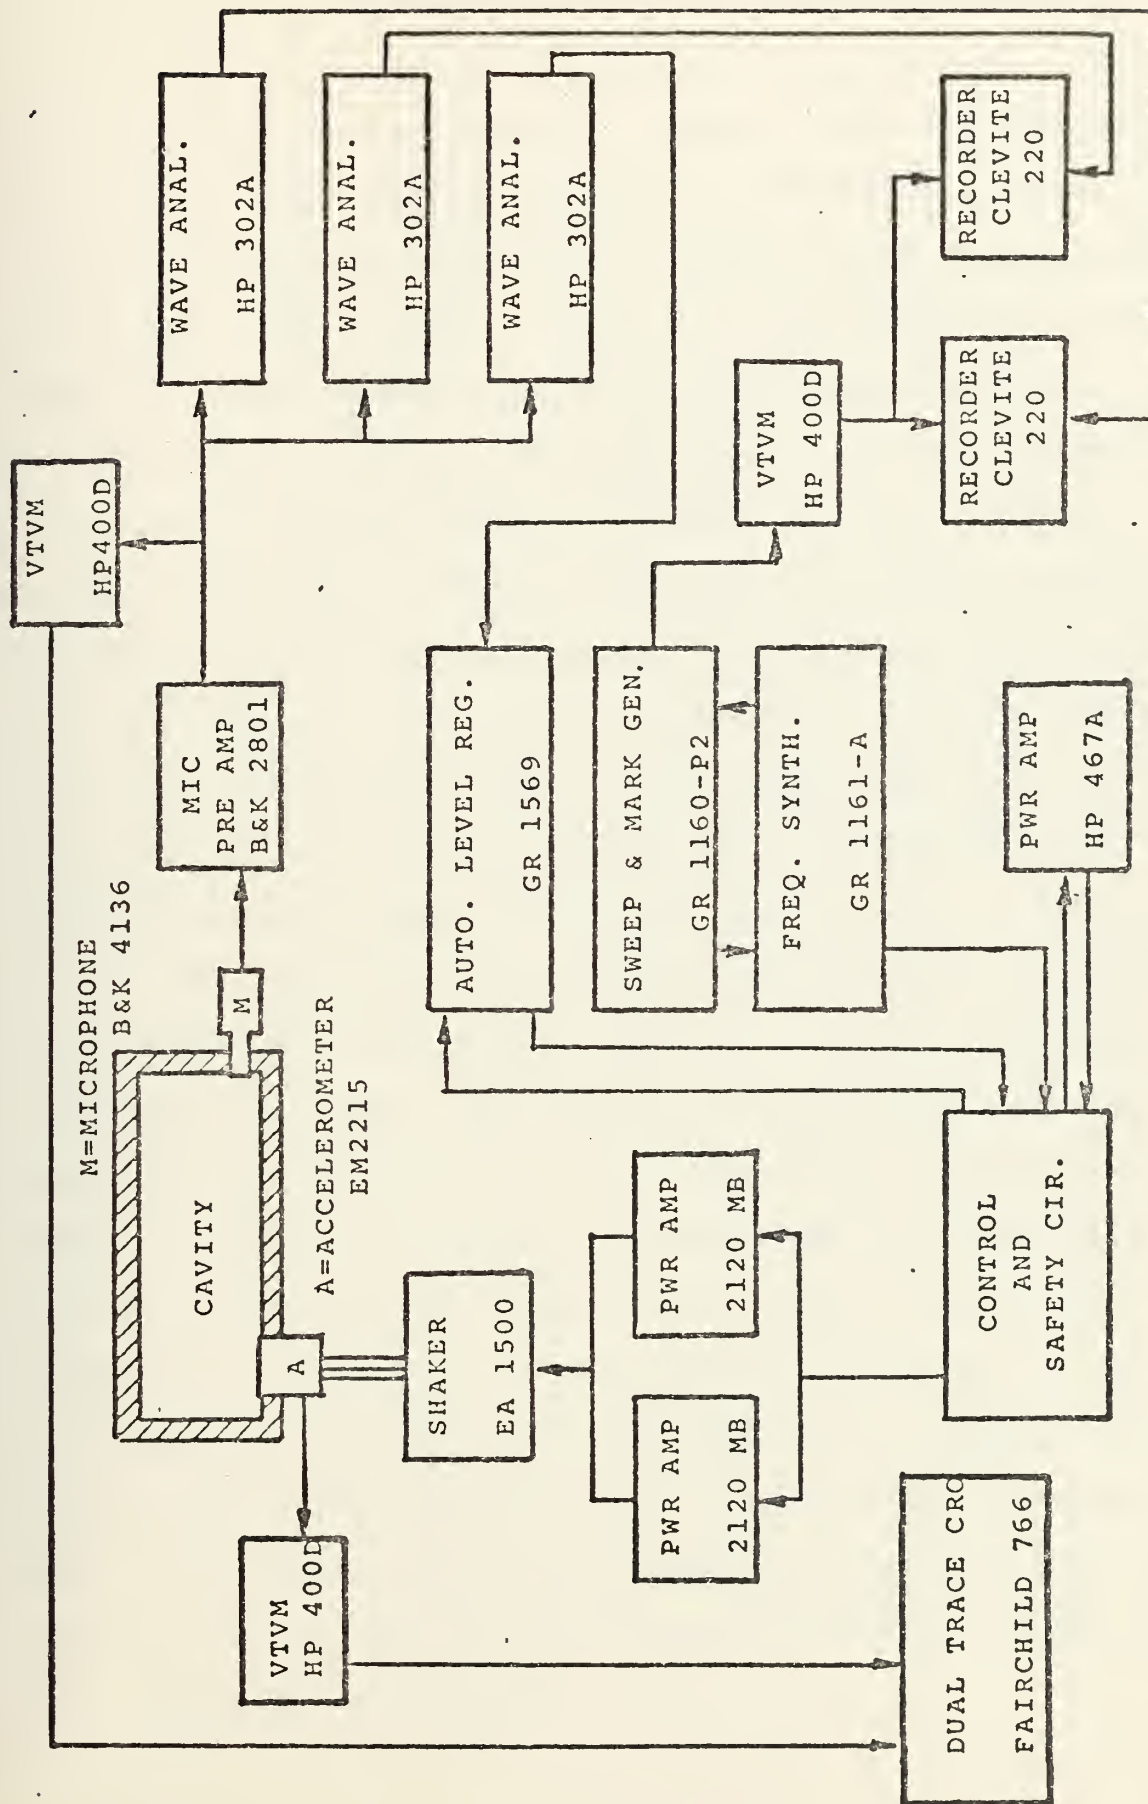 M=MICROPHONE
B&K 4136
CAVITY
M
A
A=ACCELEROMETER
EM2215
MIC
PRE AMP
B&K 2801
VTVM
HP400D
WAVE ANAL.
HP 302A
WAVE ANAL.
HP 302A
WAVE ANAL.
HP 302A
VTVM
HP 400D
SHAKER
EA 1500
AUTO. LEVEL REG.
GR 1569
SWEEP & MARK GEN.
GR 1160-P2
FREQ. SYNTH.
GR 1161-A
VTVM
HP 400D
PWR AMP
2120 MB
PWR AMP
2120 MB
RECORDER
CLEVITE
220
RECORDER
CLEVITE
220
DUAL TRACE CRO
FAIRCHILD 766
CONTROL
AND
SAFETY CIR.
PWR AMP
HP 467A